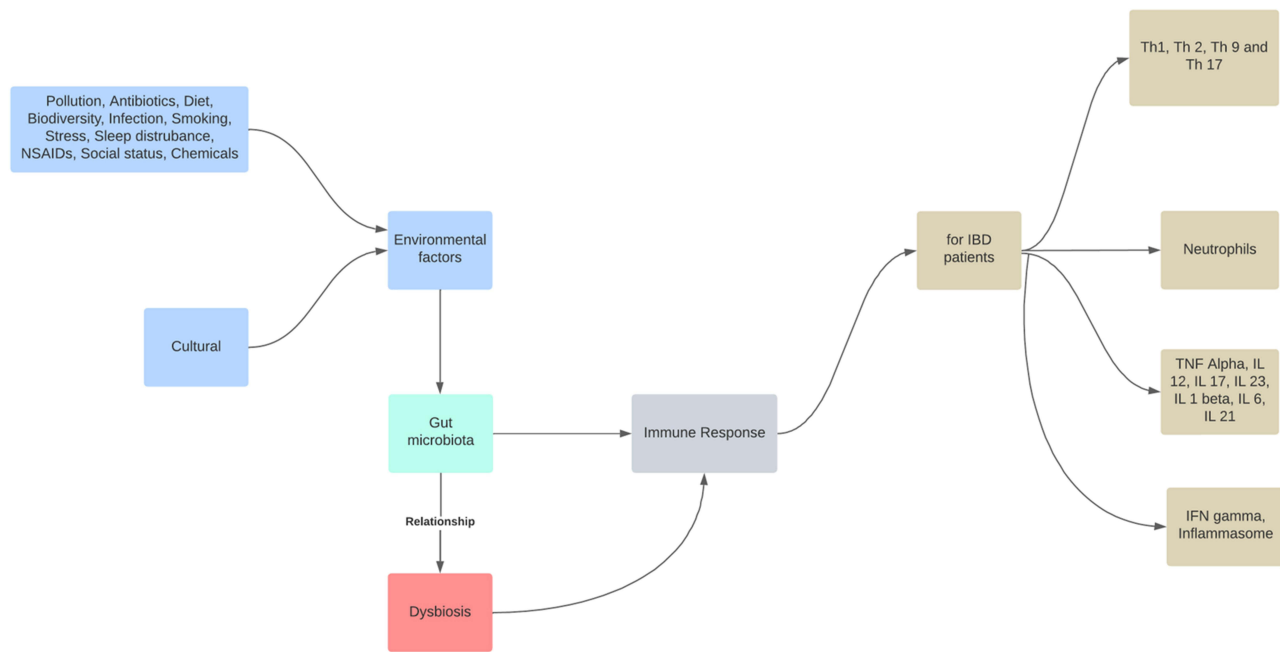 Th1, Th 2, Th 9 and
Th 17
Pollution, Antibiotics, Diet,
Biodiversity, Infection, Smoking,
Stress, Sleep distrubance,
NSAIDs, Social status, Chemicals
Environmental
factors
for IBD
patients
Neutrophils
Cultural
TNF Alpha, IL
12, IL 17, IL 23,
IL 1 beta, IL 6,
IL 21
Gut
microbiota
Immune Response
Relationship
IFN gamma,
Inflammasome
Dysbiosis